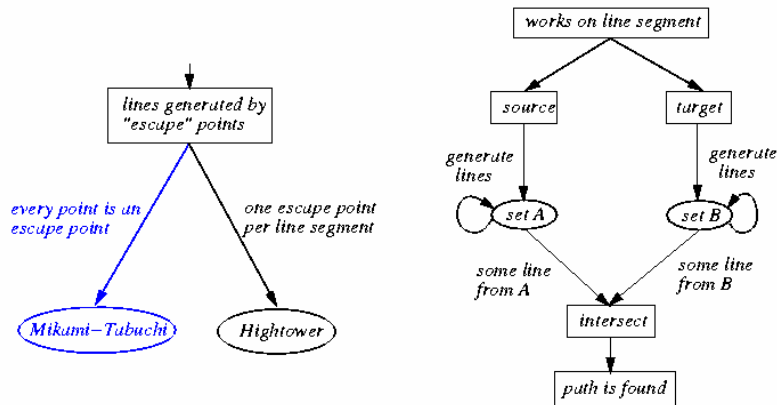 lines generated by
"escape" points
every point is an
escape point
one escape point
per line segment
Mikami-Tabuchi
Hightower
works on line segment
source
target
generate
lines
generate
lines
set A
set B
some line
from A
some line
from B
intersect
path is found